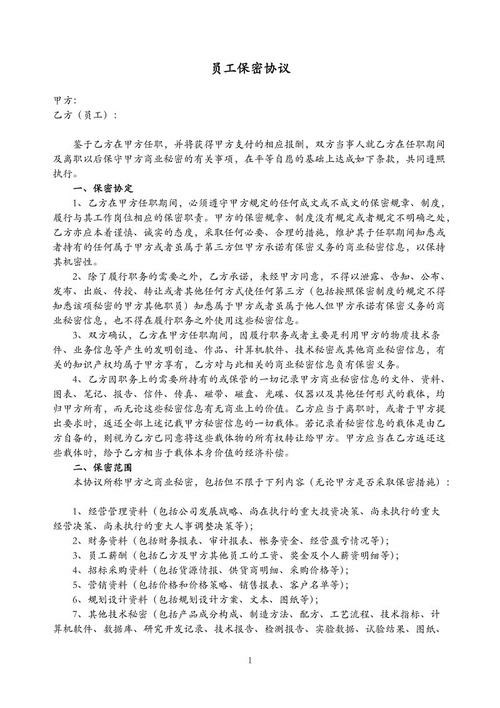 员工保密协议
甲方：
乙方（员工）：
鉴于乙方在甲方任职，并将获得甲方支付的相应报酬，双方当事人就乙方在任职期间
及离职以后保守甲方商业秘密的有关事项，在平等自愿的基础上达成如下条款，共同遵照
执行。
一、保密协定
1、乙方在甲方任职期间，必须遵守甲方规定的任何成文或不成文的保密规章、制度，
履行与其工作岗位相应的保密职责。甲方的保密规章、制度没有规定或者规定不明确之处，
乙方亦应本着谨慎、诚实的态度，采取任何必要、合理的措施，维护其于任职期间知悉或
者持有的任何属于甲方或者虽属于第三方但甲方承诺有保密义务的商业秘密信息，以保持
其机密性。
2、除了履行职务的需要之外，乙方承诺，未经甲方同意，不得以泄露、告知、公布、
发布、出版、传授、转让或者其他任何方式使任何第三方（包括按照保密制度的规定不得
知悉该项秘密的甲方其他职员）知悉属于甲方或者虽属于他人但甲方承诺有保密义务的商
业秘密信息，也不得在履行职务之外使用这些秘密信息。
3、双方确认，乙方在甲方任职期间，因履行职务或者主要是利用甲方的物质技术条
件、业务信息等产生的发明创造、作品、计算机软件、技术秘密或其他商业秘密信息，有
关的知识产权均属于甲方享有，乙方对与此相关的商业秘密信息负有保密义务。
4、乙方因职务上的需要所持有的或保管的一切记录甲方商业秘密信息的文件、资料、
图表、笔记、报告、信件、传真、磁带、磁盘、光碟、仪器以及其他任何形式的载体，均
归甲方所有，而无论这些秘密信息有无商业上的价值。乙方应当于离职时，或者于甲方提
出要求时，返还全部上述记载甲方秘密信息的一切载体。若记录着秘密信息的载体是由乙
方自备的，则视为乙方已同意将这些载体物的所有权转让给甲方。甲方应当在乙方返还这
些载体时，给予乙方相当于载体本身价值的经济补偿。
二、保密范围
本协议所称甲方之商业秘密，包括但不限于下列内容（无论甲方是否采取保密措施）：
1、经营管理资料（包括公司发展战略、尚在执行的重大投资决策、尚未执行的重大
经营决策、尚未执行的重大人事调整决策等）；
2、财务资料（包括财务报表、审计报表、帐务资金、经营盈亏情况等）；
3、员工薪酬（包括乙方及甲方其他员工的工资、奖金及个人薪资明细等）；
4、招标采购资料（包括货源情报、供货商明细、采购价格等）；
5、营销资料（包括价格和价格策略、销售报表、客户名单等）；
6、规划设计资料（包括规划设计方案、文本、图纸等）；
7、其他技术秘密（包括产品成分构成、制造方法、配方、工艺流程、技术指标、计
算机软件、数据库、研究开发记录、技术报告、检测报告、实验数据、试验结果、图纸、
1